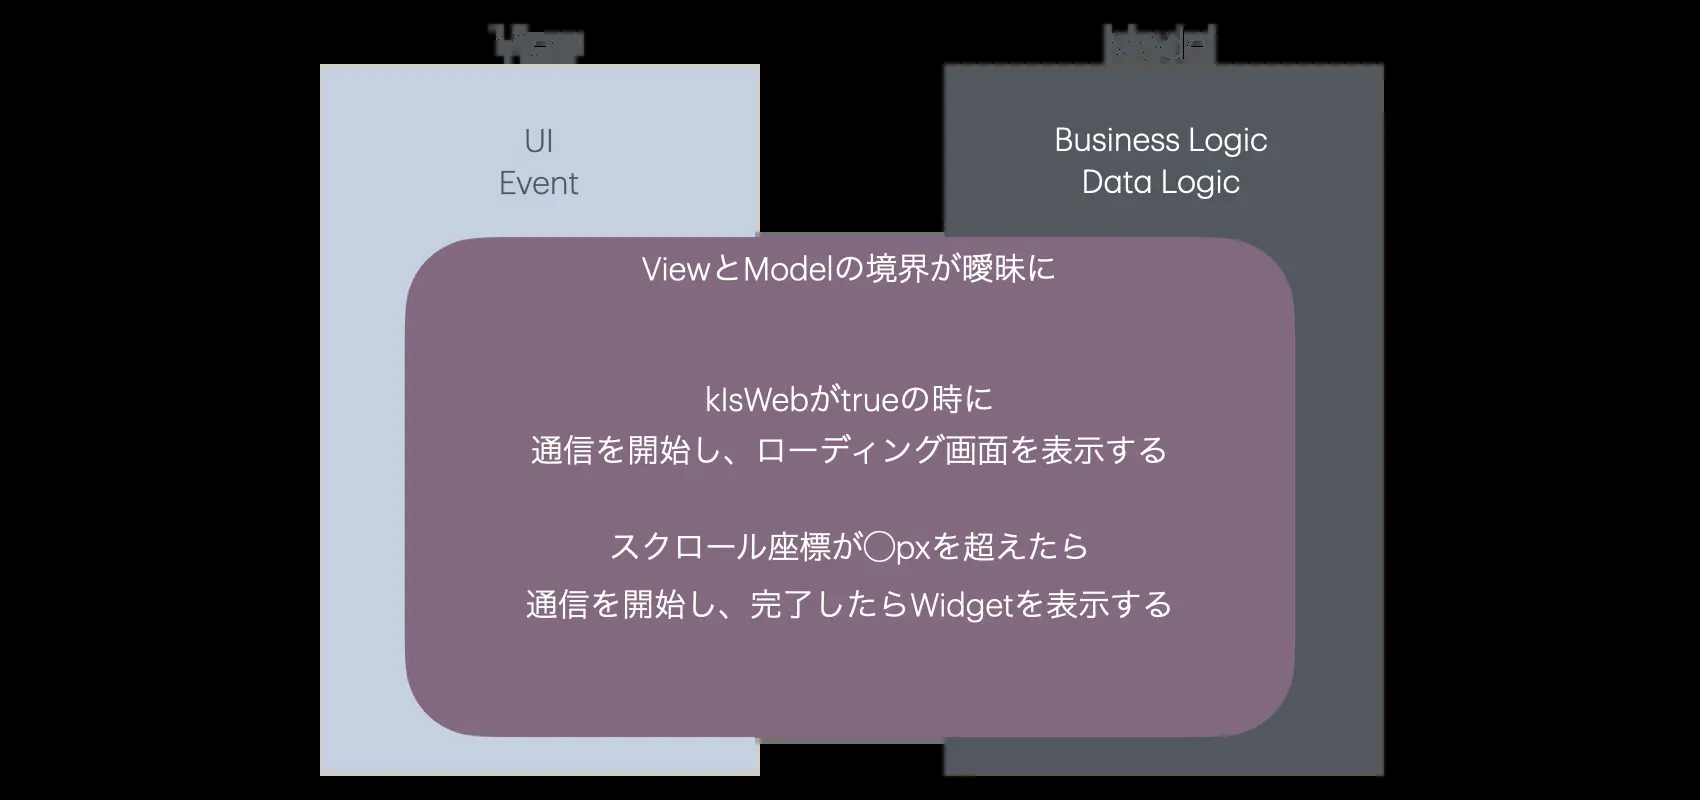 View
Model
UI
Event
Business Logic
Data Logic
ViewとModelの境界が曖昧に
kIsWebがtrueの時に
通信を開始し、ローディング画面を表示する
スクロール座標が◯pxを超えたら
通信を開始し、完了したらWidgetを表示する